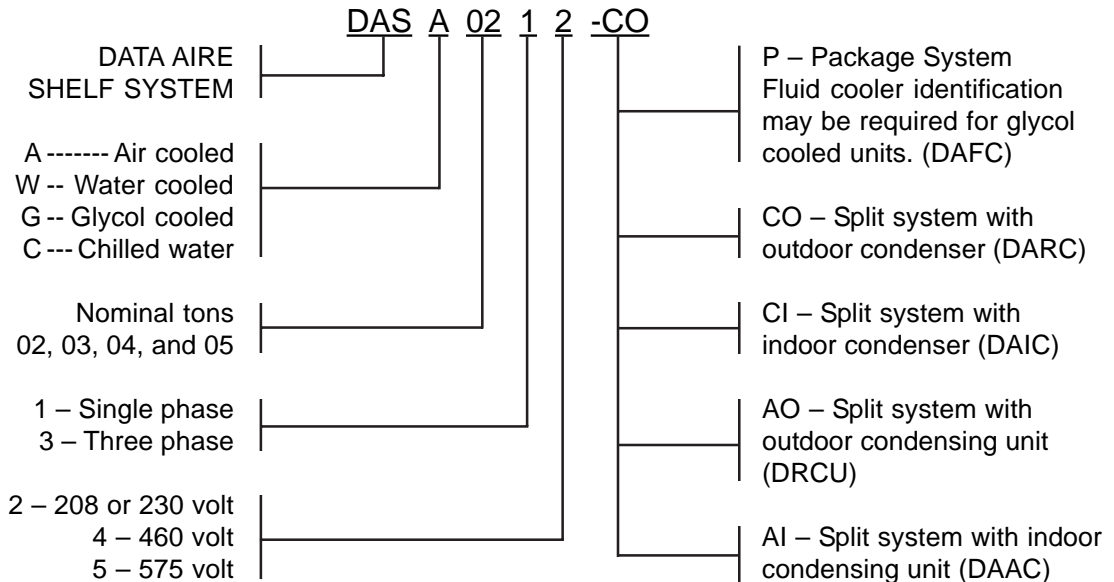 DAS A 02 1 2 -CO
DATA AIRE
SHELF SYSTEM
A ------- Air cooled
W -- Water cooled
G -- Glycol cooled
C --- Chilled water
Nominal tons
02, 03, 04, and 05
1 – Single phase
3 – Three phase
2 – 208 or 230 volt
4 – 460 volt
5 – 575 volt
P – Package System
Fluid cooler identification
may be required for glycol
cooled units. (DAFC)
CO – Split system with
outdoor condenser (DARC)
CI – Split system with
indoor condenser (DAIC)
AO – Split system with
outdoor condensing unit
(DRCU)
AI – Split system with indoor
condensing unit (DAAC)